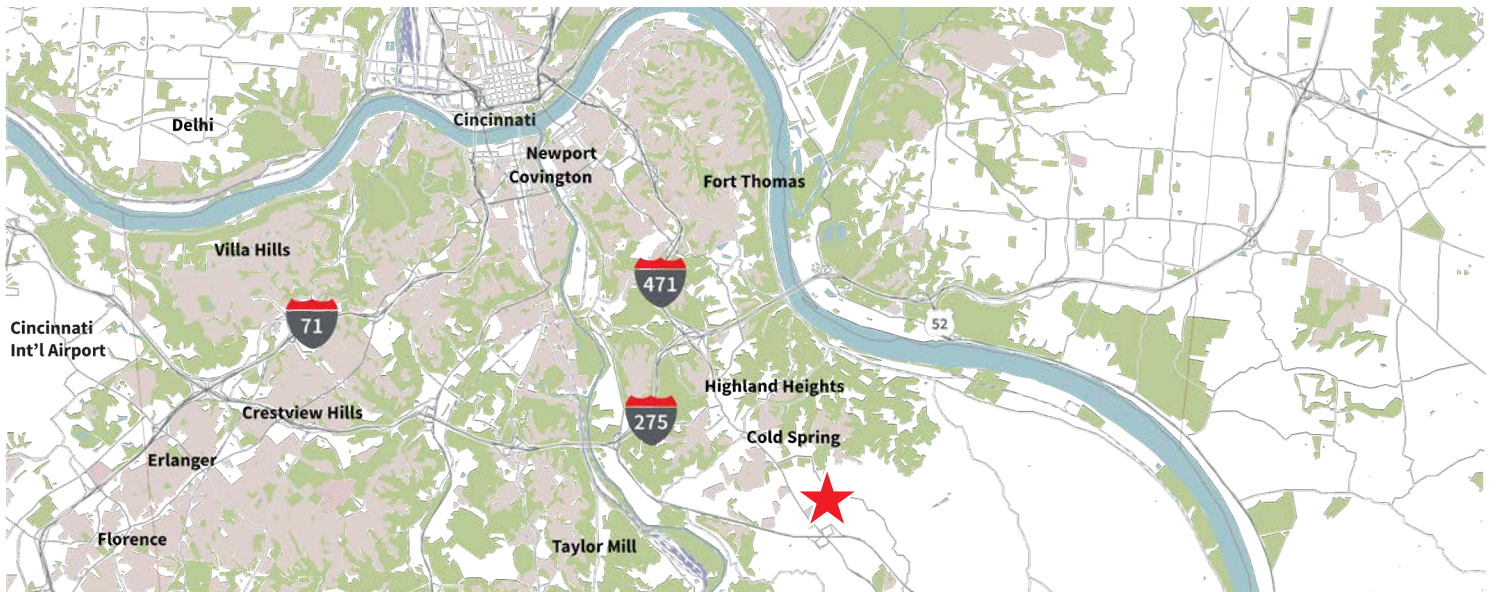 Cincinnati
Delhi
Newport
Covington
Fort Thomas
Villa Hills
471
71
52
Cincinnati
Int'l Airport
Highland Heights
Crestview Hills
275
Cold Spring
Erlanger
Florence
Taylor Mill